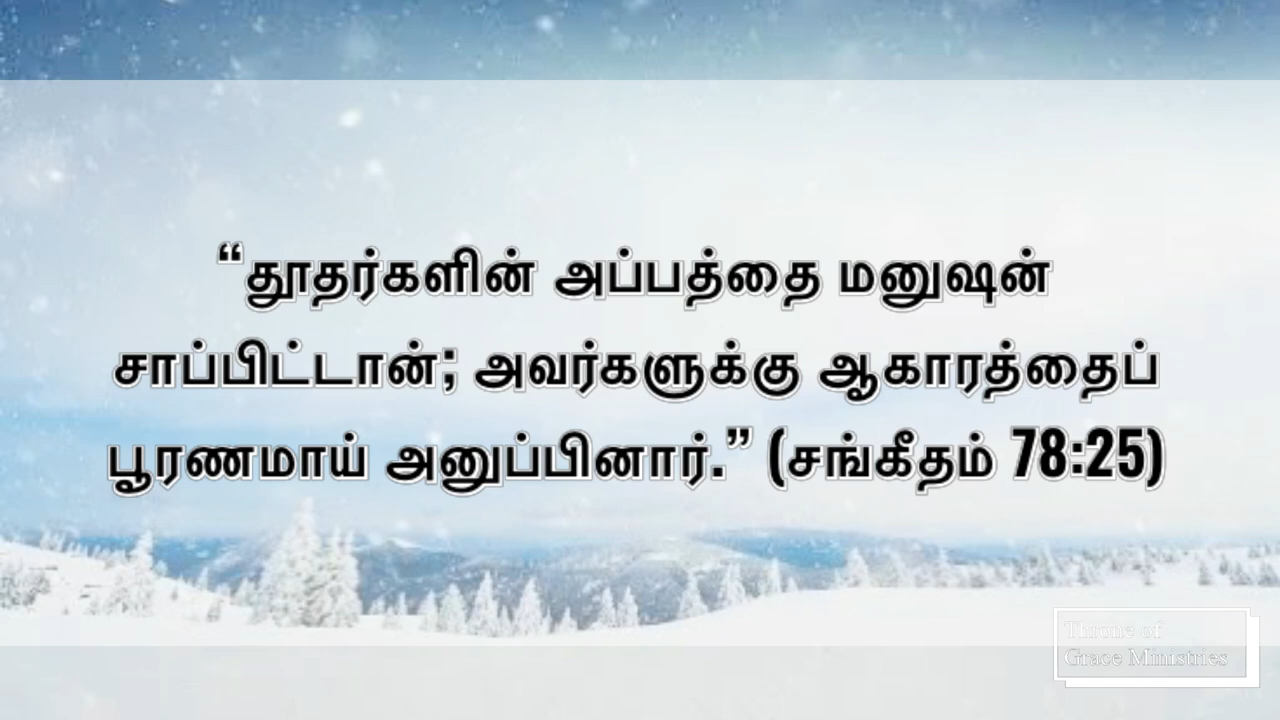 “தூதர்களின் அப்பத்தை மனுஷன்
சாப்பிட்டான்; அவர்களுக்கு ஆகாரத்தைப்
பூரணமாய் அனுப்பினார்.” (சங்கீதம் 78:25)
Throne of
Grace Ministries